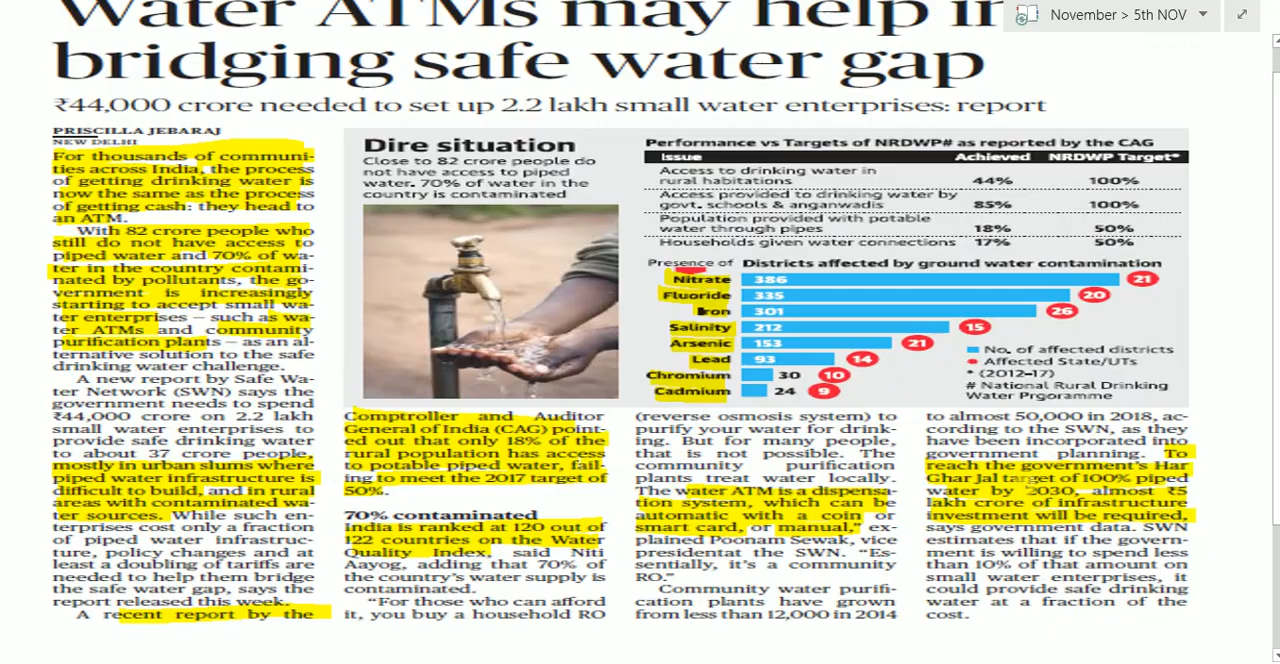 Water ATMs may help in
November > 5th NOV
bridging safe water gap
₹44,000 crore needed to set up 2.2 lakh small water enterprises: report
PRISCILLA JEBARAJ
NEW DELHI
For thousands of communi-
ties across India, the process
of getting drinking water is
now the same as the process
of getting cash: they head to
an ATM.
With 82 crore people who
still do not have access to
piped water and 70% of wa-
ter in the country contami-
nated by pollutants, the go-
vernment is increasingly
starting to accept small wa-
ter enterprises – such as wa-
ter ATMs and community
purification plants – as an al-
ternative solution to the safe
drinking water challenge.
A new report by Safe Wa-
ter Network (SWN) says the
government needs to spend
₹44,000 crore on 2.2 lakh
small water enterprises to
provide safe drinking water
to about 37 crore people,
mostly in urban slums where
piped water infrastructure is
difficult to build, and in rural
areas with contaminated wa-
ter sources. While such en-
terprises cost only a fraction
of piped water infrastruc-
ture, policy changes and at
least a doubling of tariffs are
needed to help them bridge
the safe water gap, says the
report released this week.
A recent report by the
Dire situation
Close to 82 crore people do
not have access to piped
water. 70% of water in the
country is contaminated
Performance vs Targets of NRDWP# as reported by the CAG
Issue Achieved NRDWP Target*
Access to drinking water in
rural habitations 44% 100%
Access provided to drinking water by
govt. schools & anganwadis 85% 100%
Population provided with potable
water through pipes 18% 50%
Households given water connections 17% 50%
Presence of Districts affected by ground water contamination
Nitrate 386 21
Fluoride 335 20
Iron 301 26
Salinity 212 15
Arsenic 153 21
Lead 93 14
Chromium 30 10
Cadmium 24 9
No. of affected districts
Affected State/UTs
* (2012–17)
# National Rural Drinking
Water Prgoramme
Comptroller and Auditor
General of India (CAG) point-
ed out that only 18% of the
rural population has access
to potable piped water, fail-
ing to meet the 2017 target of
50%.
70% contaminated
India is ranked at 120 out of
122 countries on the Water
Quality Index, said Niti
Aayog, adding that 70% of
the country's water supply is
contaminated.
“For those who can afford
it, you buy a household RO
(reverse osmosis system) to
purify your water for drink-
ing. But for many people,
that is not possible. The
community purification
plants treat water locally.
The water ATM is a dispensa-
tion system, which can be
automatic with a coin or
smart card, or manual,” ex-
plained Poonam Sewak, vice
presidentat the SWN. “Es-
sentially, it's a community
RO.”
Community water purifi-
cation plants have grown
from less than 12,000 in 2014
to almost 50,000 in 2018, ac-
cording to the SWN, as they
have been incorporated into
government planning. To
reach the government's Har
Ghar Jal target of 100% piped
water by 2030, almost ₹5
lakh crore of infrastructure
investment will be required,
says government data. SWN
estimates that if the govern-
ment is willing to spend less
than 10% of that amount on
small water enterprises, it
could provide safe drinking
water at a fraction of the
cost.